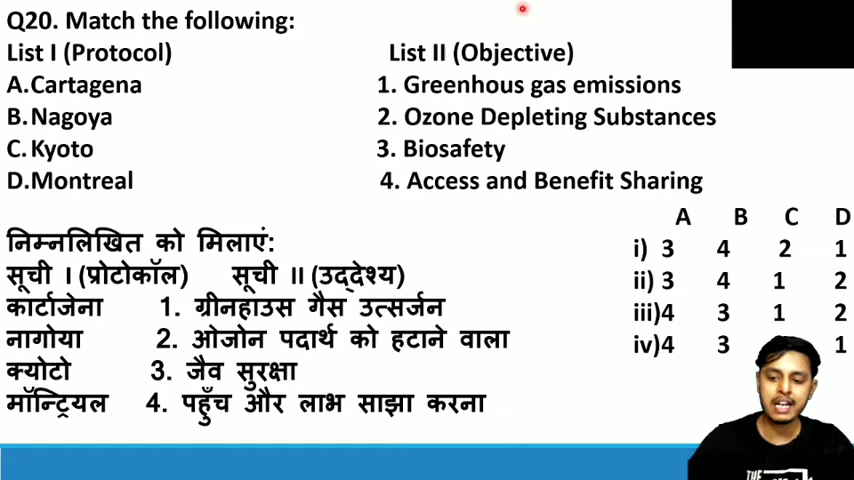 Q20. Match the following:
List I (Protocol) List II (Objective)
A.Cartagena 1. Greenhous gas emissions
B.Nagoya 2. Ozone Depleting Substances
C.Kyoto 3. Biosafety
D.Montreal 4. Access and Benefit Sharing
निम्नलिखित को मिलाएं:
सूची I (प्रोटोकॉल) सूची II (उद्देश्य)
कार्टाजेना 1. ग्रीनहाउस गैस उत्सर्जन
नागोया 2. ओजोन पदार्थ को हटाने वाला
क्योटो 3. जैव सुरक्षा
मॉन्ट्रियल 4. पहुँच और लाभ साझा करना
A B C D
i) 3 4 2 1
ii) 3 4 1 2
iii)4 3 1 2
iv)4 3 1
THE